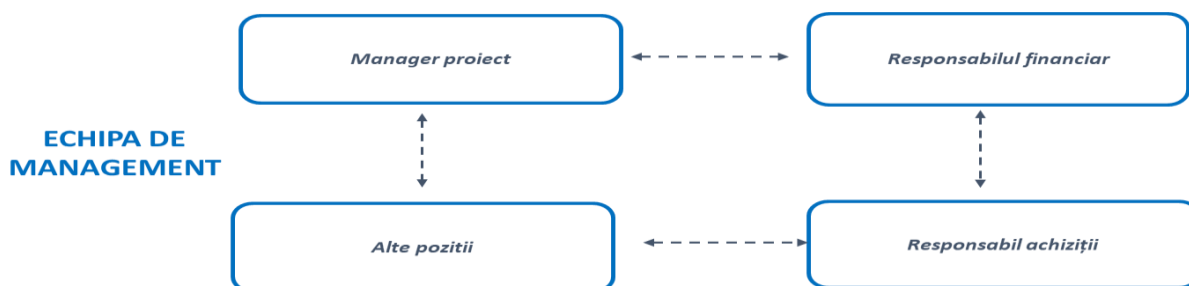 Manager proiect
Responsabilul financiar
ECHIPA DE
MANAGEMENT
Alte pozitii
Responsabil achiziții